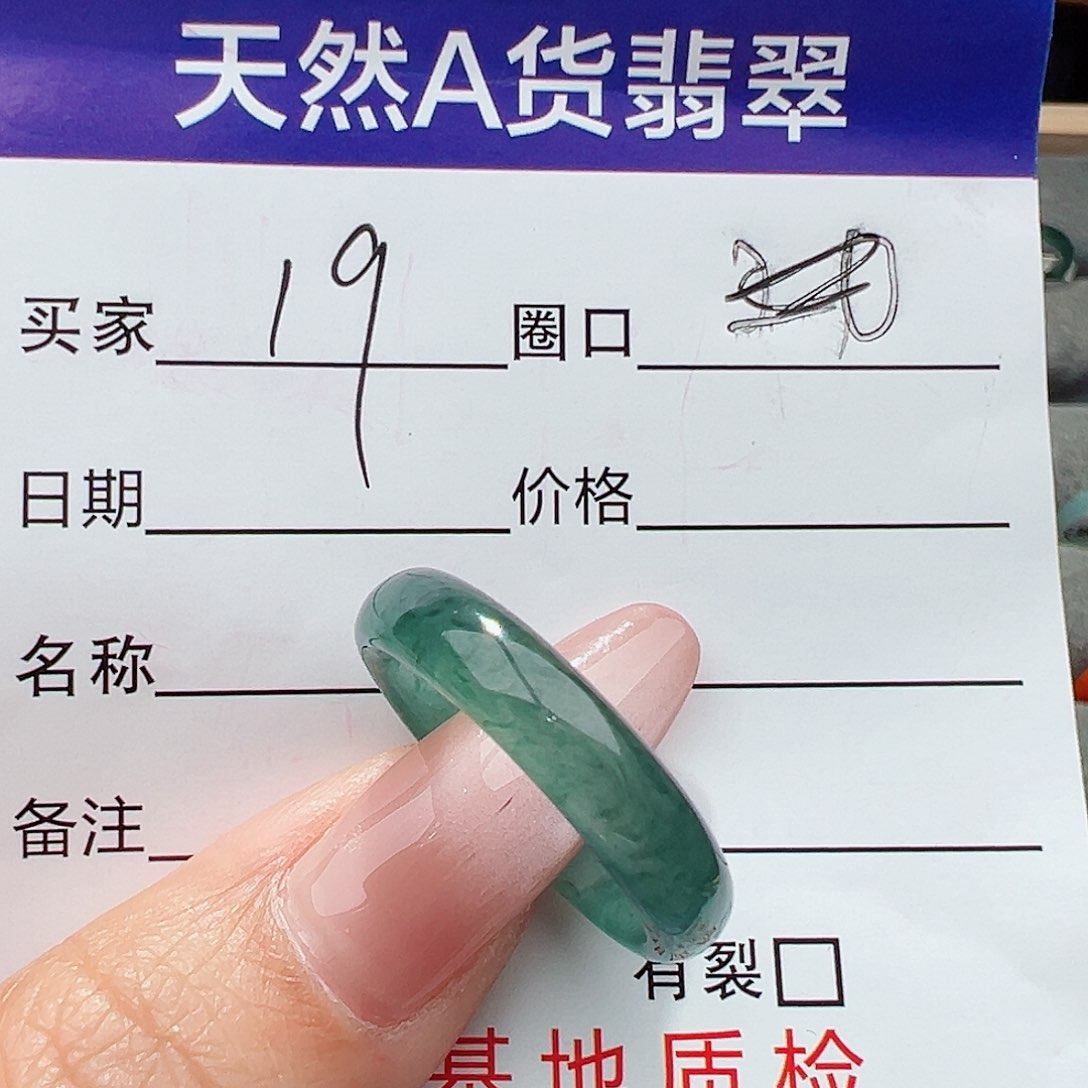 天然A货翡翠
买家 19 圈口
日期 价格
名称
备注
有裂
基地质检